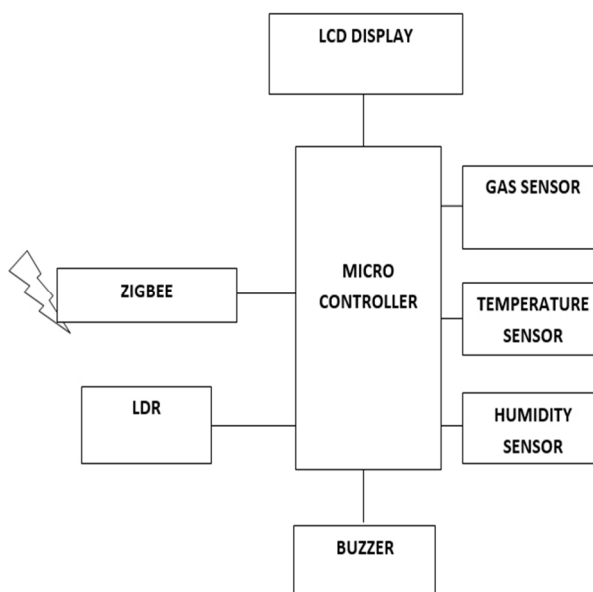 LCD DISPLAY
GAS SENSOR
MICRO
CONTROLLER
ZIGBEE
TEMPERATURE
SENSOR
LDR
HUMIDITY
SENSOR
BUZZER